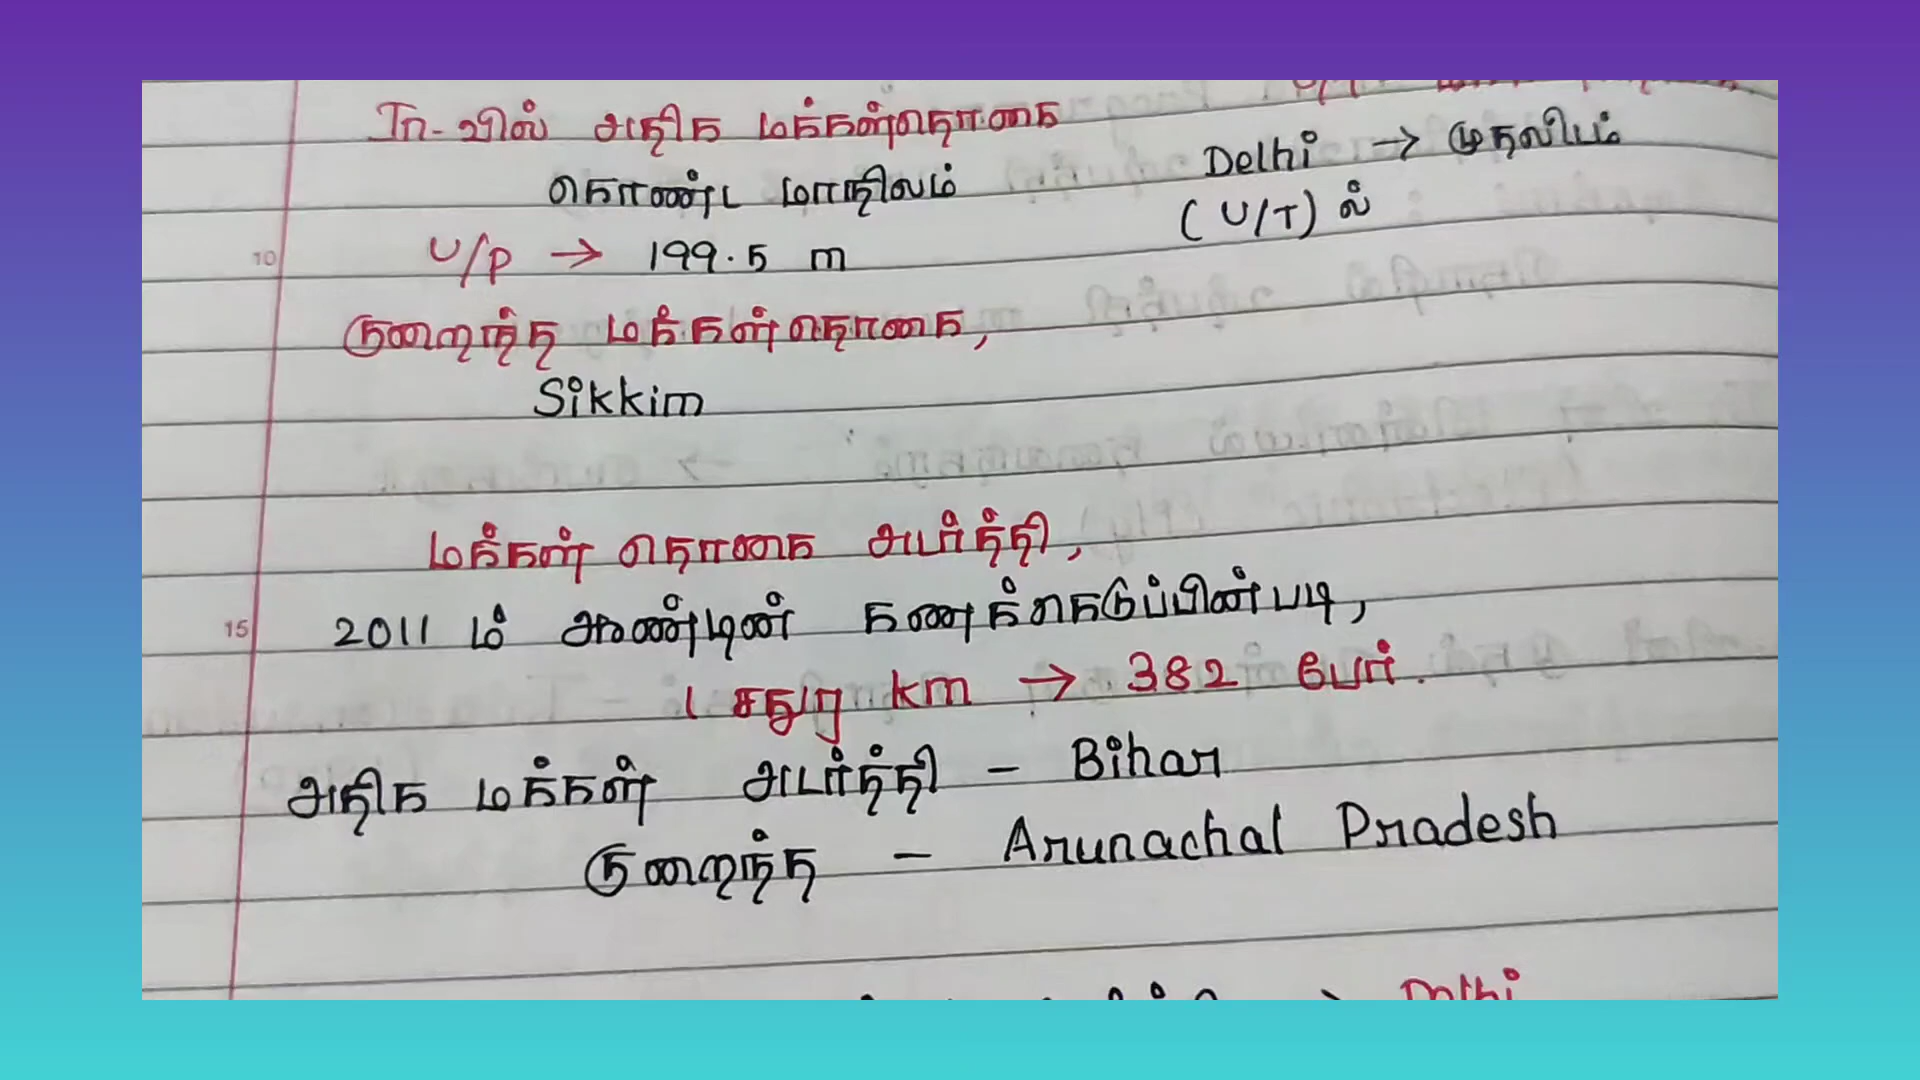 In-வில் அதிக மக்கள்தொகை
கொண்ட மாநிலம்
U/P → 199.5 m
Delhi → முதலிடம்
(U/T) ல்
குறைந்த மக்கள்தொகை,
Sikkim
மக்கள் தொகை அடர்த்தி,
2011 ம் ஆண்டின் கணக்கெடுப்பின்படி,
1 சதுர km → 382 பேர்.
அதிக மக்கள் அடர்த்தி – Bihar
குறைந்த – Arunachal Pradesh
10
15
Delhi